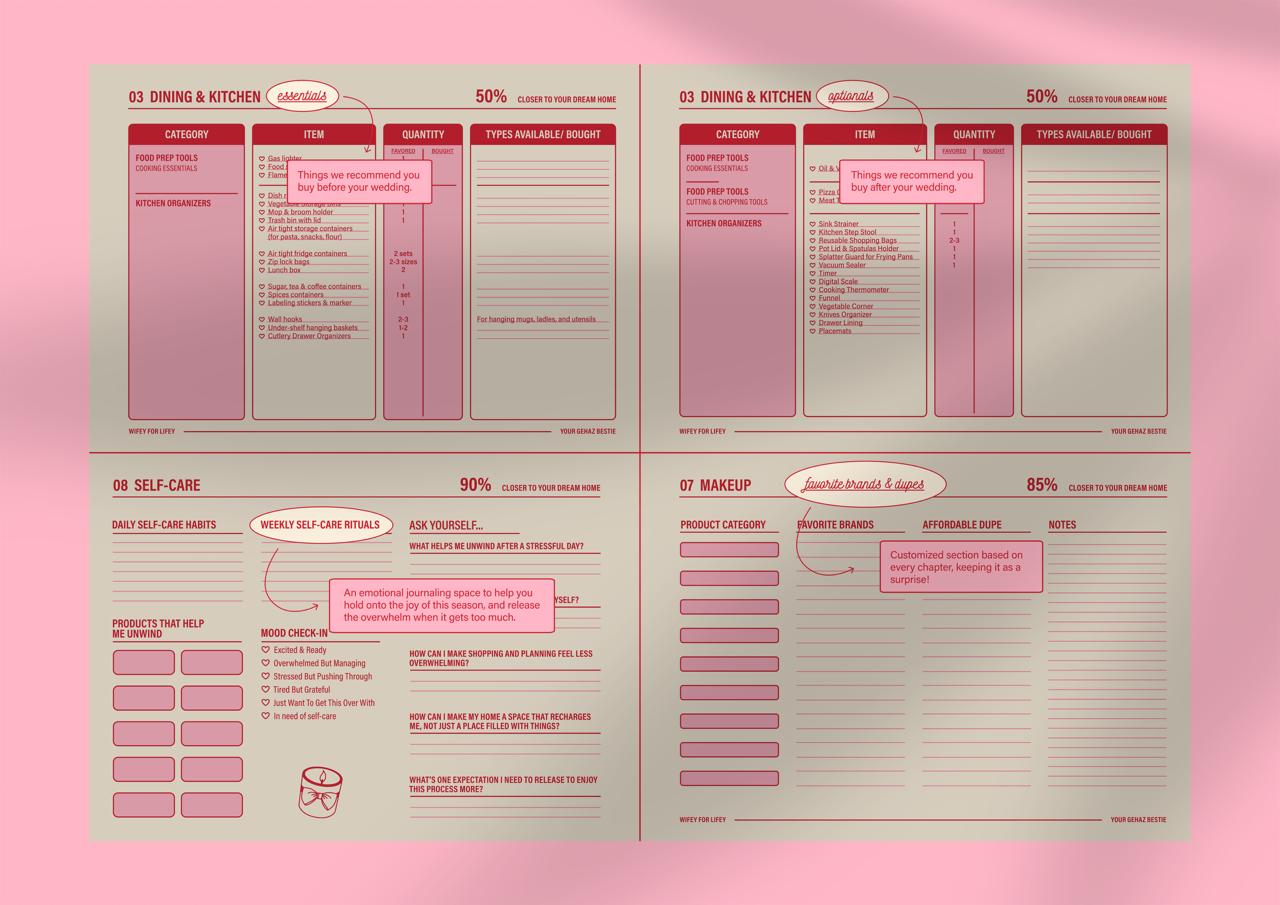 03 DINING & KITCHEN
essentials
50% CLOSER TO YOUR DREAM HOME
CATEGORY
ITEM
QUANTITY
TYPES AVAILABLE/ BOUGHT
FAVORED
BOUGHT
FOOD PREP TOOLS
COOKING ESSENTIALS
KITCHEN ORGANIZERS
Gas lighter
Food
Flame
Things we recommend you
buy before your wedding.
Dish
Vegetable Storage Bins
Mop & broom holder 1
Trash bin with lid 1
Air tight storage containers
(for pasta, snacks, flour)
Air tight fridge containers 2 sets
Zip lock bags 2-3 sizes
Lunch box 2
Sugar, tea & coffee containers 1
Spices containers 1 set
Labeling stickers & marker 1
Wall hooks 2-3 For hanging mugs, ladles, and utensils
Under-shelf hanging baskets 1-2
Cutlery Drawer Organizers 1
WIFEY FOR LIFEY
YOUR GEHAZ BESTIE
03 DINING & KITCHEN
optionals
50% CLOSER TO YOUR DREAM HOME
CATEGORY
ITEM
QUANTITY
TYPES AVAILABLE/ BOUGHT
FAVORED
BOUGHT
FOOD PREP TOOLS
COOKING ESSENTIALS
FOOD PREP TOOLS
CUTTING & CHOPPING TOOLS
KITCHEN ORGANIZERS
Oil &
Pizza
Meat
Things we recommend you
buy after your wedding.
Sink Strainer 1
Kitchen Step Stool 1
Reusable Shopping Bags 2-3
Pot Lid & Spatulas Holder 1
Splatter Guard for Frying Pans 1
Vacuum Sealer 1
Timer
Digital Scale
Cooking Thermometer
Funnel
Vegetable Corner
Knives Organizer
Drawer Lining
Placemats
WIFEY FOR LIFEY
YOUR GEHAZ BESTIE
08 SELF-CARE
90% CLOSER TO YOUR DREAM HOME
DAILY SELF-CARE HABITS
WEEKLY SELF-CARE RITUALS
ASK YOURSELF...
WHAT HELPS ME UNWIND AFTER A STRESSFUL DAY?
An emotional journaling space to help you
hold onto the joy of this season, and release
the overwhelm when it gets too much.
PRODUCTS THAT HELP
ME UNWIND
MOOD CHECK-IN
Excited & Ready
Overwhelmed But Managing
Stressed But Pushing Through
Tired But Grateful
Just Want To Get This Over With
In need of self-care
HOW CAN I MAKE SHOPPING AND PLANNING FEEL LESS
OVERWHELMING?
HOW CAN I MAKE MY HOME A SPACE THAT RECHARGES
ME, NOT JUST A PLACE FILLED WITH THINGS?
WHAT'S ONE EXPECTATION I NEED TO RELEASE TO ENJOY
THIS PROCESS MORE?
07 MAKEUP
favorite brands & dupes
85% CLOSER TO YOUR DREAM HOME
PRODUCT CATEGORY
FAVORITE BRANDS
AFFORDABLE DUPE
NOTES
Customized section based on
every chapter, keeping it as a
surprise!
WIFEY FOR LIFEY
YOUR GEHAZ BESTIE